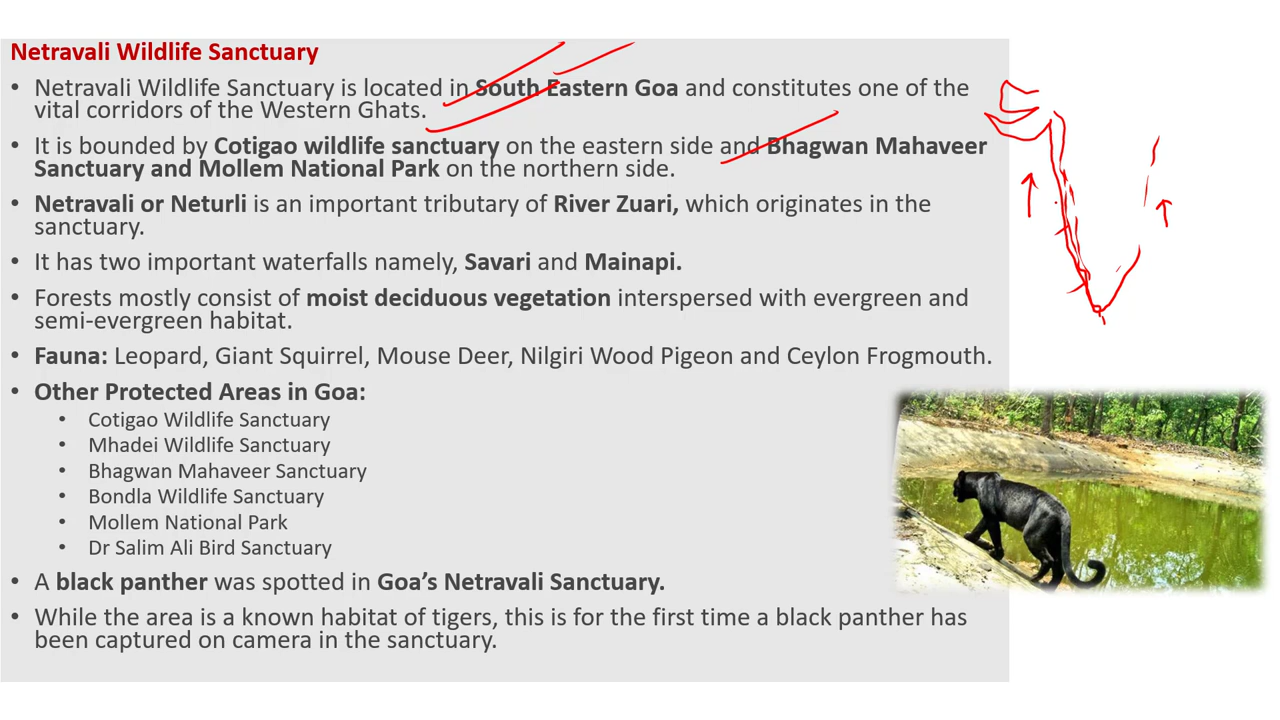 Netravali Wildlife Sanctuary
• Netravali Wildlife Sanctuary is located in South Eastern Goa and constitutes one of the
vital corridors of the Western Ghats.
• It is bounded by Cotigao wildlife sanctuary on the eastern side and Bhagwan Mahaveer
Sanctuary and Mollem National Park on the northern side.
• Netravali or Neturli is an important tributary of River Zuari, which originates in the
sanctuary.
• It has two important waterfalls namely, Savari and Mainapi.
• Forests mostly consist of moist deciduous vegetation interspersed with evergreen and
semi-evergreen habitat.
• Fauna: Leopard, Giant Squirrel, Mouse Deer, Nilgiri Wood Pigeon and Ceylon Frogmouth.
• Other Protected Areas in Goa:
• Cotigao Wildlife Sanctuary
• Mhadei Wildlife Sanctuary
• Bhagwan Mahaveer Sanctuary
• Bondla Wildlife Sanctuary
• Mollem National Park
• Dr Salim Ali Bird Sanctuary
• A black panther was spotted in Goa’s Netravali Sanctuary.
• While the area is a known habitat of tigers, this is for the first time a black panther has
been captured on camera in the sanctuary.